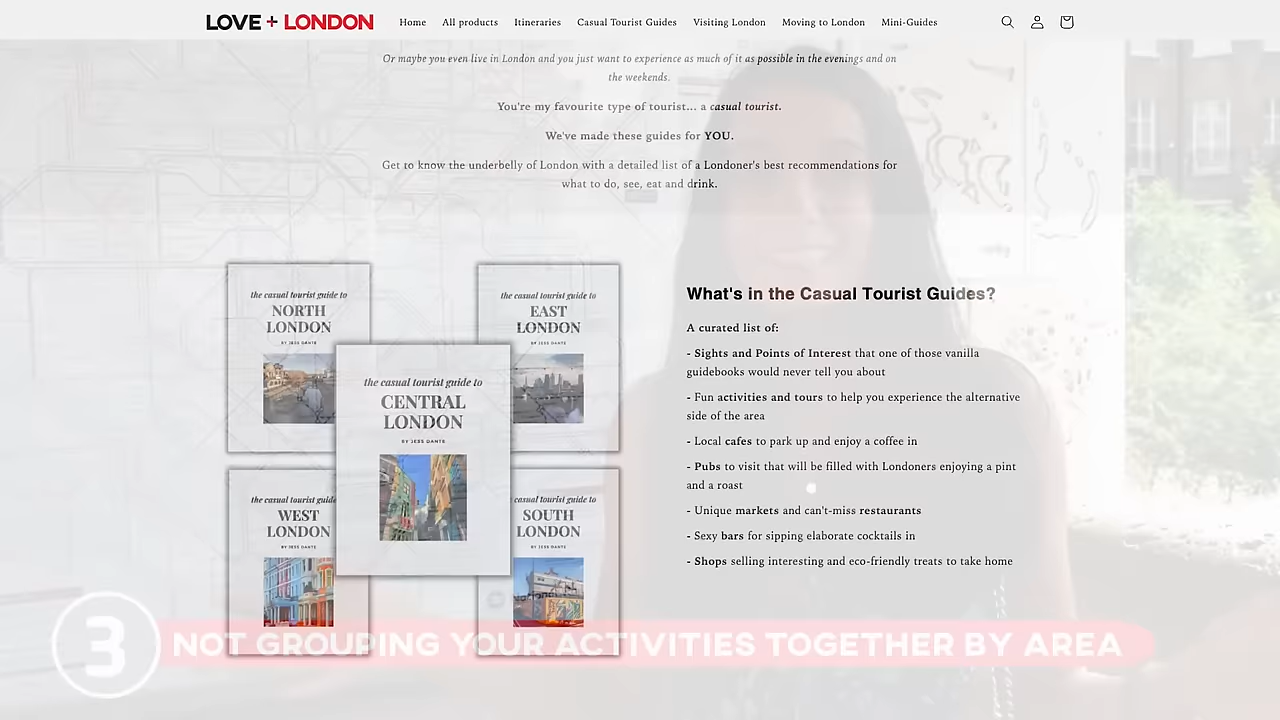 LOVE + LONDON
Home All products Itineraries Casual Tourist Guides Visiting London Moving to London Mini-Guides
Or maybe you even live in London and you just want to experience as much of it as possible in the evenings and on
the weekends.
You're my favourite type of tourist... a casual tourist.
We've made these guides for YOU.
Get to know the underbelly of London with a detailed list of a Londoner's best recommendations for
what to do, see, eat and drink.
the casual tourist guide to
NORTH
LONDON
BY JESS DANTE
the casual tourist guide to
EAST
LONDON
BY JESS DANTE
the casual tourist guide to
CENTRAL
LONDON
BY JESS DANTE
the casual tourist guide
WEST
LONDON
BY JESS DANTE
casual tourist guide to
SOUTH
LONDON
BY JESS DANTE
What's in the Casual Tourist Guides?
A curated list of:
- Sights and Points of Interest that one of those vanilla
guidebooks would never tell you about
- Fun activities and tours to help you experience the alternative
side of the area
- Local cafes to park up and enjoy a coffee in
- Pubs to visit that will be filled with Londoners enjoying a pint
and a roast
- Unique markets and can't-miss restaurants
- Sexy bars for sipping elaborate cocktails in
- Shops selling interesting and eco-friendly treats to take home
3 NOT GROUPING YOUR ACTIVITIES TOGETHER BY AREA